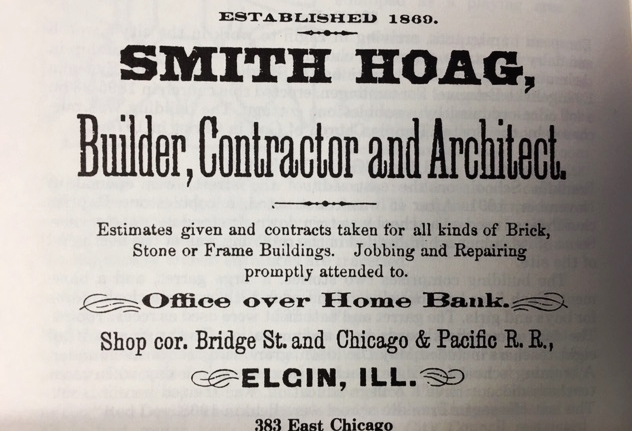 ESTABLISHED 1869.
SMITH HOAG,
Builder, Contractor and Architect.
Estimates given and contracts taken for all kinds of Brick,
Stone or Frame Buildings. Jobbing and Repairing
promptly attended to.
Office over Home Bank.
Shop cor. Bridge St. and Chicago & Pacific R. R.,
ELGIN, ILL.
383 East Chicago